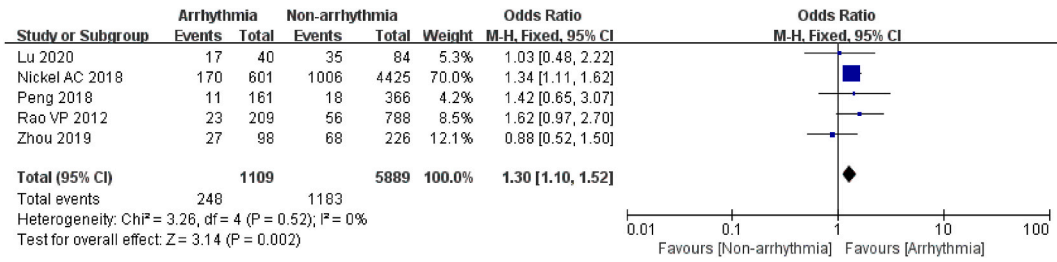 Arrhythmia Non-arrhythmia Odds Ratio Odds Ratio
Study or Subgroup Events Total Events Total Weight M-H, Fixed, 95% CI M-H, Fixed, 95% CI
Lu 2020 17 40 35 84 5.3% 1.03 [0.48, 2.22]
Nickel AC 2018 170 601 1006 4425 70.0% 1.34 [1.11, 1.62]
Peng 2018 11 161 18 366 4.2% 1.42 [0.65, 3.07]
Rao VP 2012 23 209 56 788 8.5% 1.62 [0.97, 2.70]
Zhou 2019 27 98 68 226 12.1% 0.88 [0.52, 1.50]
Total (95% CI) 1109 5889 100.0% 1.30 [1.10, 1.52]
Total events 248 1183
Heterogeneity: Chi² = 3.26, df = 4 (P = 0.52); I² = 0%
Test for overall effect: Z = 3.14 (P = 0.002)
0.01 0.1 1 10 100
Favours [Non-arrhythmia] Favours [Arrhythmia]